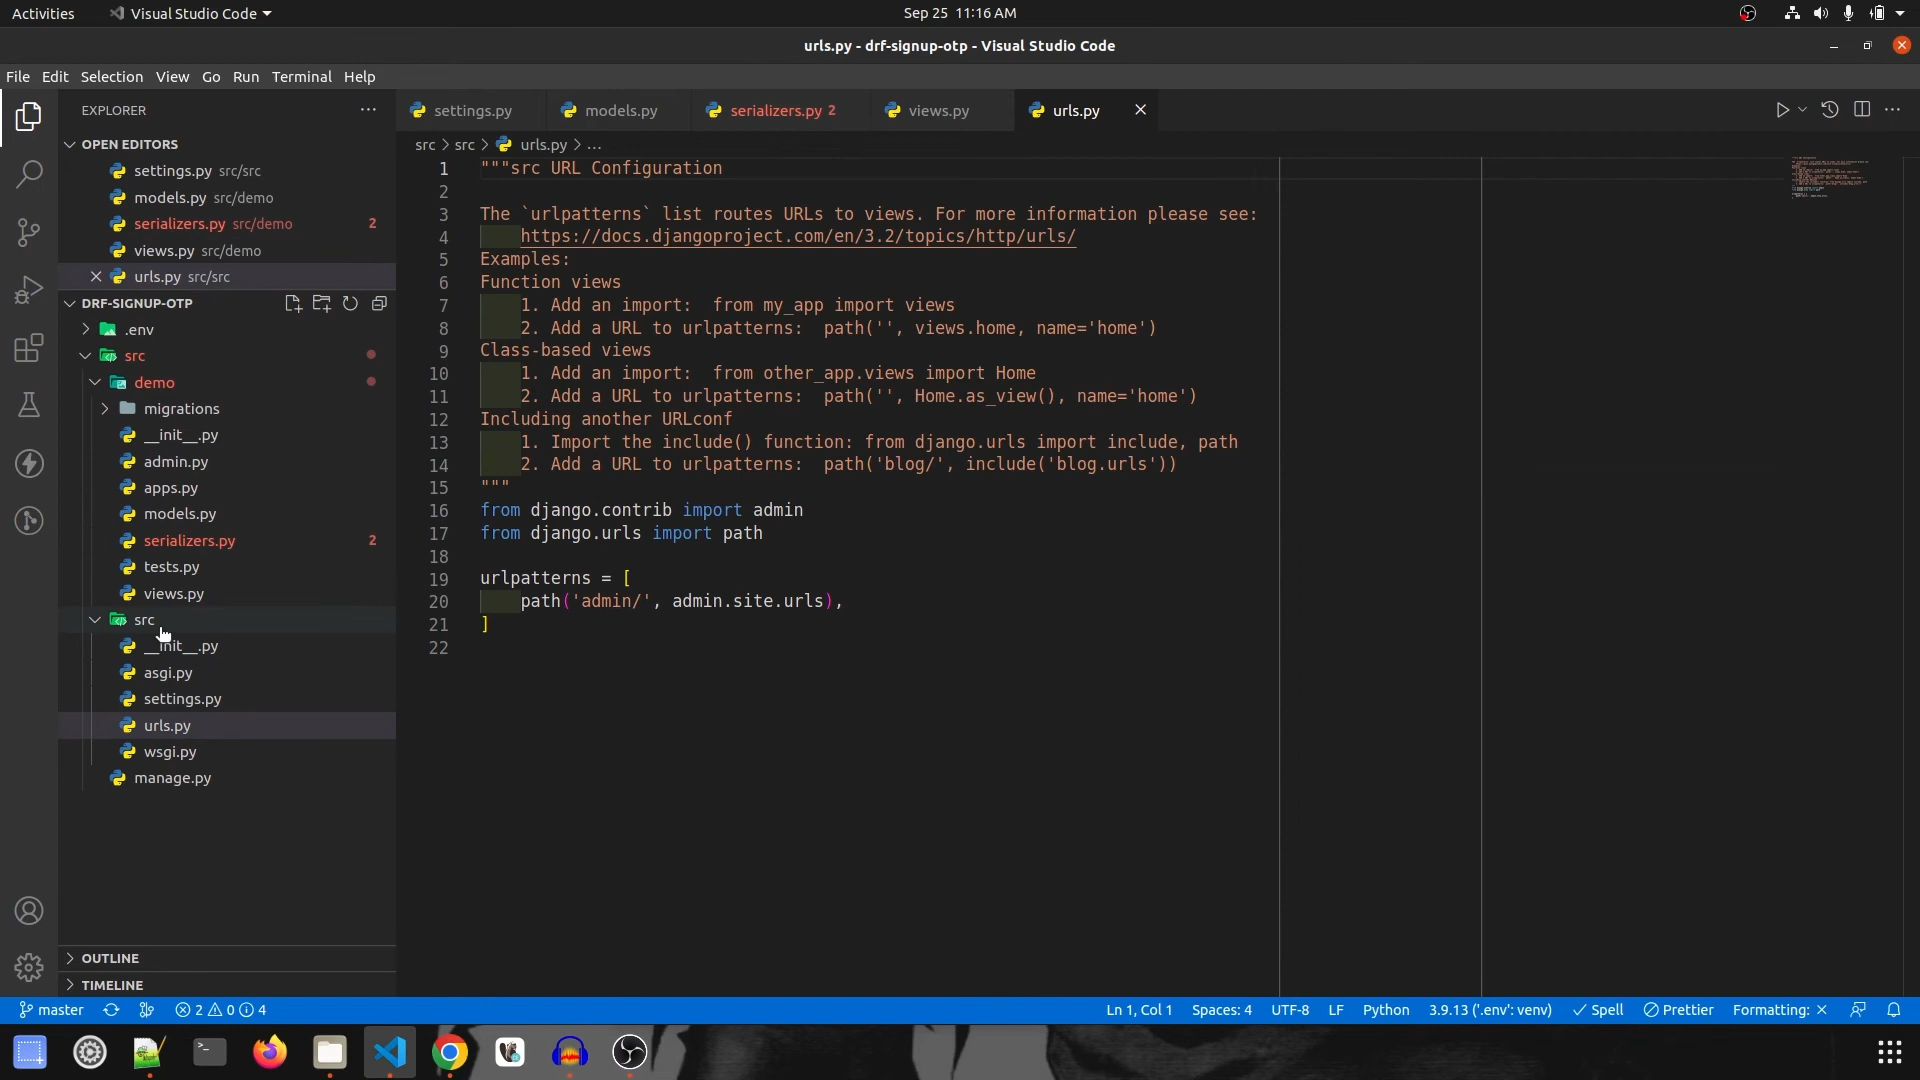 Activities
Visual Studio Code
Sep 25 11:16 AM
urls.py - drf-signup-otp - Visual Studio Code
File Edit Selection View Go Run Terminal Help
EXPLORER
OPEN EDITORS
settings.py src/src
models.py src/demo
serializers.py src/demo 2
views.py src/demo
urls.py src/src
DRF-SIGNUP-OTP
.env
src
demo
migrations
__init__.py
admin.py
apps.py
models.py
serializers.py 2
tests.py
views.py
src
__init__.py
asgi.py
settings.py
urls.py
wsgi.py
manage.py
OUTLINE
TIMELINE
settings.py models.py serializers.py 2 views.py urls.py
src > src > urls.py > ...
1 """src URL Configuration
2
3 The `urlpatterns` list routes URLs to views. For more information please see:
4     https://docs.djangoproject.com/en/3.2/topics/http/urls/
5 Examples:
6 Function views
7     1. Add an import:  from my_app import views
8     2. Add a URL to urlpatterns:  path('', views.home, name='home')
9 Class-based views
10     1. Add an import:  from other_app.views import Home
11     2. Add a URL to urlpatterns:  path('', Home.as_view(), name='home')
12 Including another URLconf
13     1. Import the include() function: from django.urls import include, path
14     2. Add a URL to urlpatterns:  path('blog/', include('blog.urls'))
15 """
16 from django.contrib import admin
17 from django.urls import path
18
19 urlpatterns = [
20     path('admin/', admin.site.urls),
21 ]
22
master 2 0 4 Ln 1, Col 1 Spaces: 4 UTF-8 LF Python 3.9.13 ('.env': venv) Spell Prettier Formatting: ×